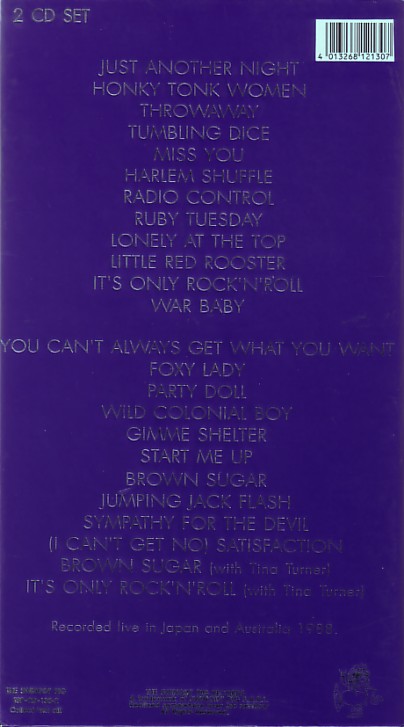 2 CD SET
4 013268 121307
JUST ANOTHER NIGHT
HONKY TONK WOMEN
THROWAWAY
TUMBLING DICE
MISS YOU
HARLEM SHUFFLE
RADIO CONTROL
RUBY TUESDAY
LONELY AT THE TOP
LITTLE RED ROOSTER
IT'S ONLY ROCK'N'ROLL
WAR BABY
YOU CAN'T ALWAYS GET WHAT YOU WANT
FOXY LADY
PARTY DOLL
WILD COLONIAL BOY
GIMME SHELTER
START ME UP
BROWN SUGAR
JUMPING JACK FLASH
SYMPATHY FOR THE DEVIL
(I CAN'T GET NO) SATISFACTION
BROWN SUGAR (with Tina Turner)
IT'S ONLY ROCK'N'ROLL (with Tina Turner)
Recorded live in Japan and Australia 1988.